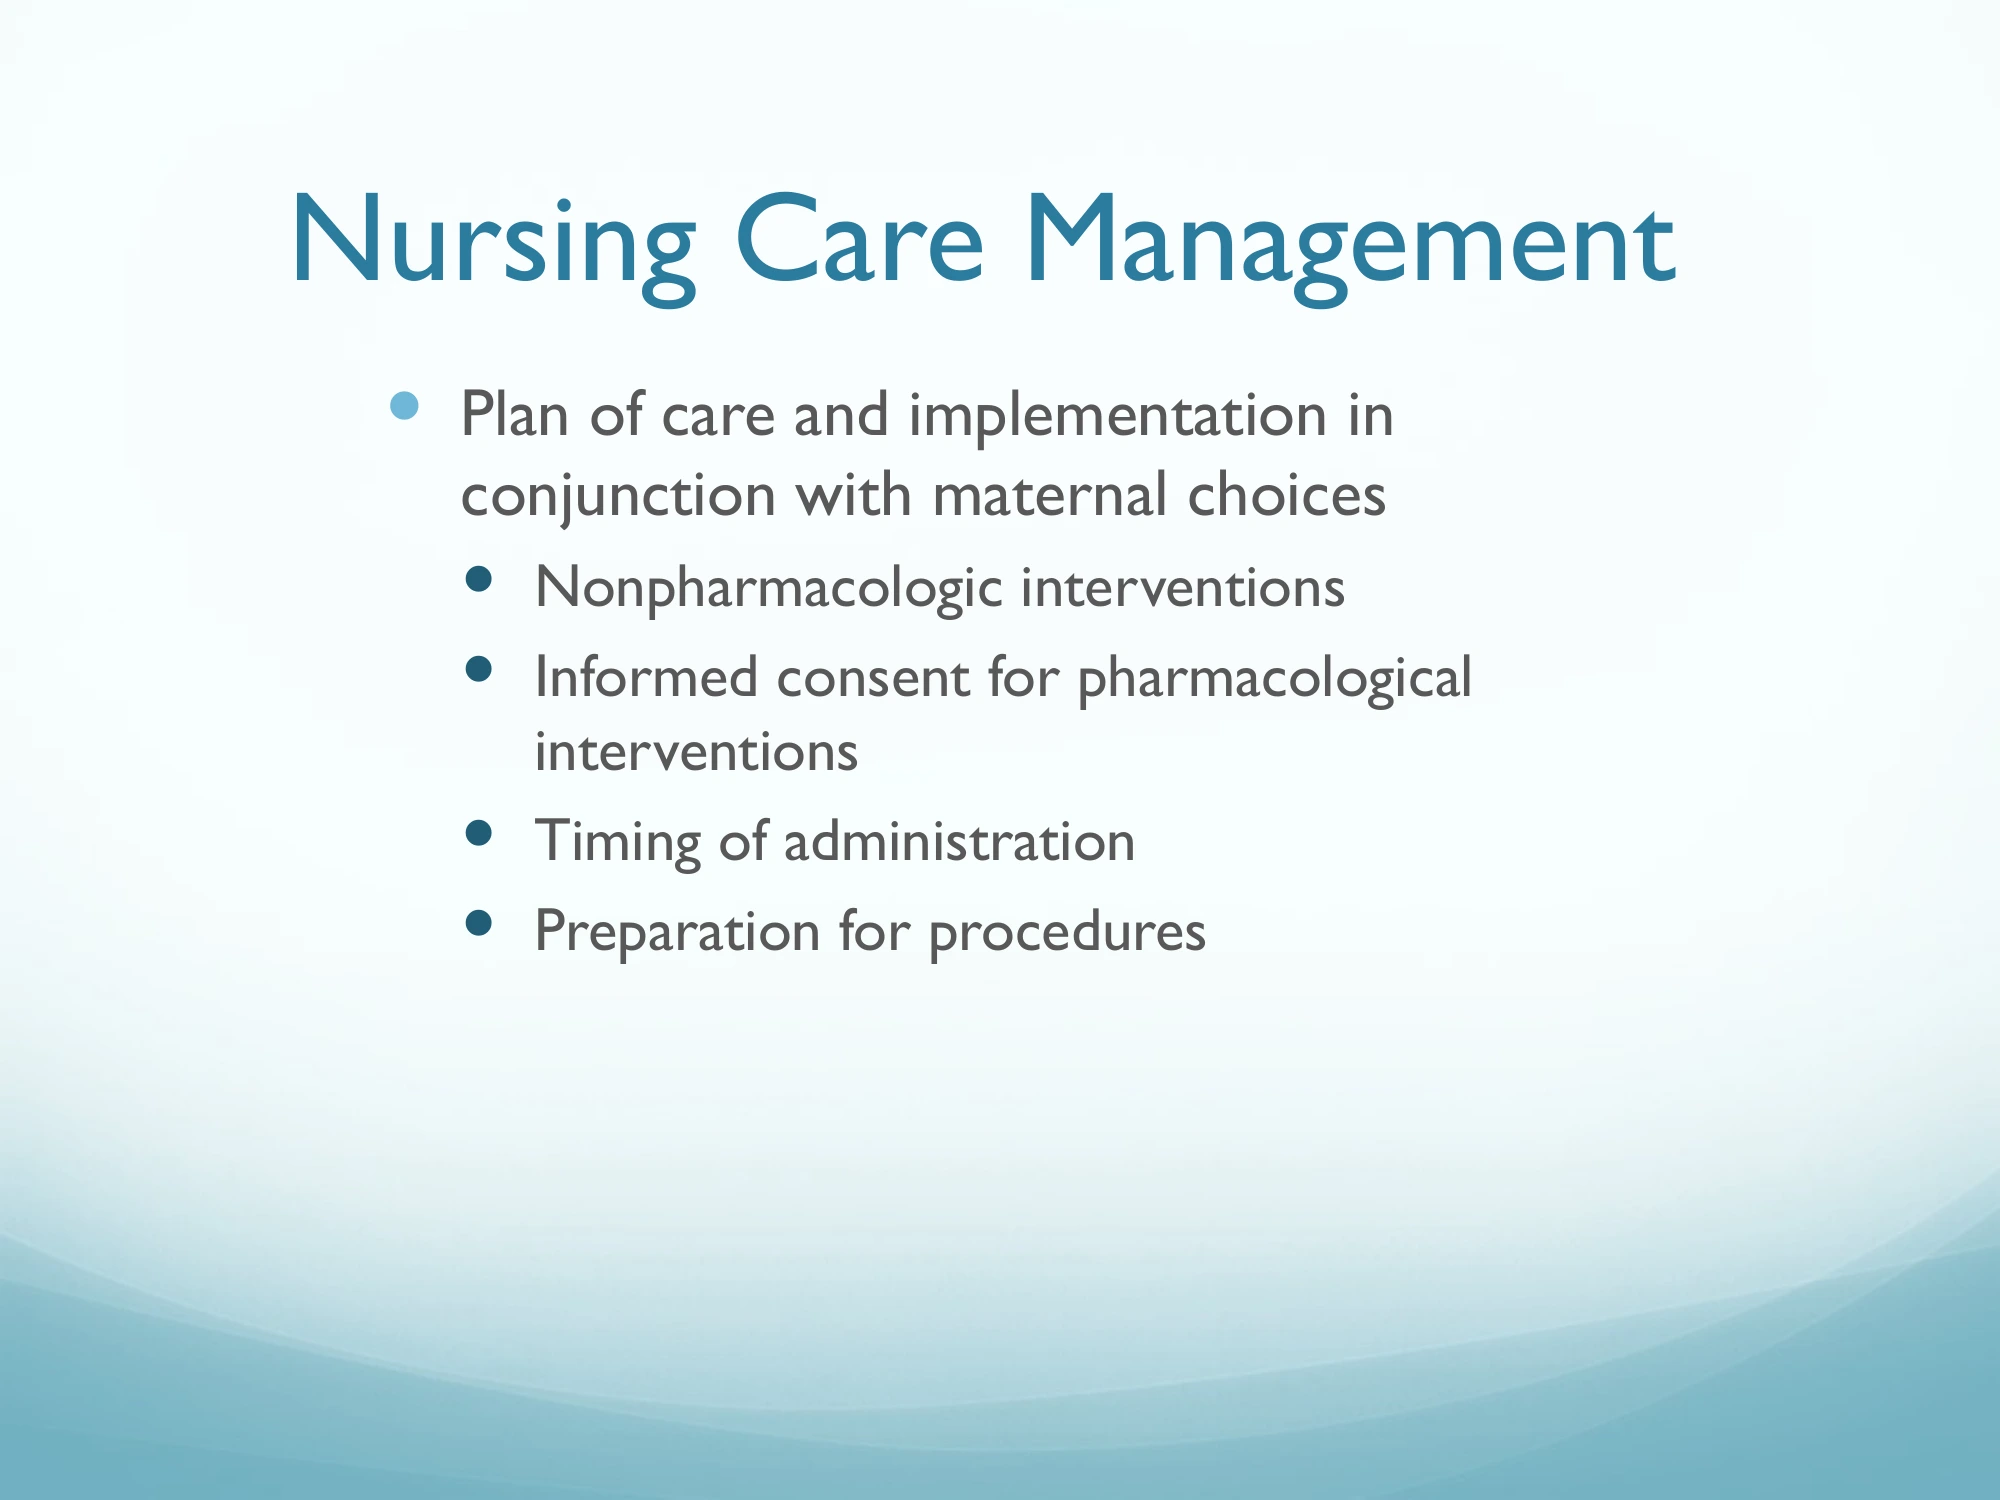 Nursing Care Management
• Plan of care and implementation in
conjunction with maternal choices
• Nonpharmacologic interventions
• Informed consent for pharmacological
interventions
• Timing of administration
• Preparation for procedures